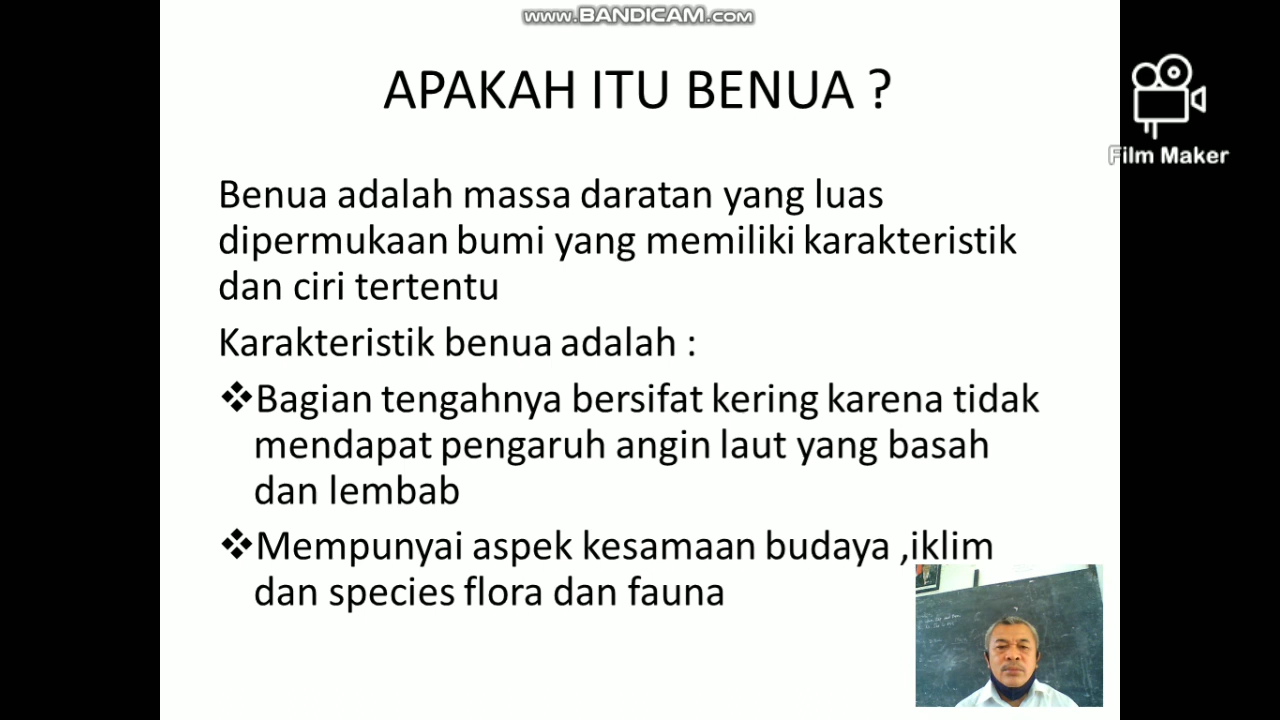 www.BANDICAM.com
APAKAH ITU BENUA ?
Film Maker
Benua adalah massa daratan yang luas
dipermukaan bumi yang memiliki karakteristik
dan ciri tertentu
Karakteristik benua adalah :
❖Bagian tengahnya bersifat kering karena tidak
mendapat pengaruh angin laut yang basah
dan lembab
❖Mempunyai aspek kesamaan budaya ,iklim
dan species flora dan fauna